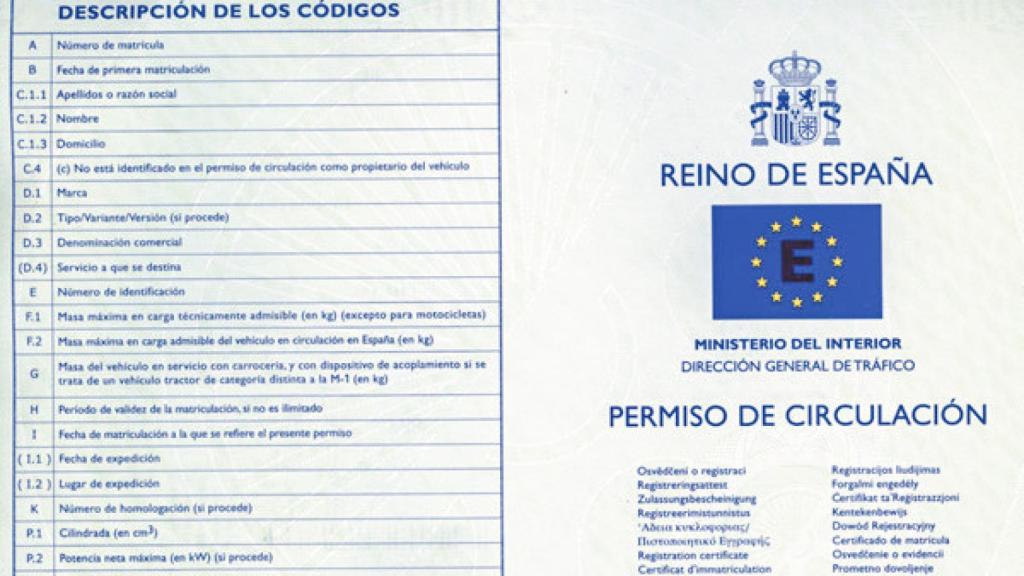 DESCRIPCIÓN DE LOS CÓDIGOS
A Número de matrícula
B Fecha de primera matriculación
C.1.1 Apellidos o razón social
C.1.2 Nombre
C.1.3 Domicilio
C.4 (c) No está identificado en el permiso de circulación como propietario del vehículo
D.1 Marca
D.2 Tipo/Variante/Versión (si procede)
D.3 Denominación comercial
(D.4) Servicio a que se destina
E Número de identificación
F.1 Masa máxima en carga técnicamente admisible (en kg) (excepto para motocicletas)
F.2 Masa máxima en carga admisible del vehículo en circulación en España (en kg)
G Masa del vehículo en servicio con carrocería, y con dispositivo de acoplamiento si se
trata de un vehículo tractor de categoría distinta a la M-1 (en kg)
H Periodo de validez de la matriculación, si no es ilimitado
I Fecha de matriculación a la que se refiere el presente permiso
( I.1 ) Fecha de expedición
( I.2 ) Lugar de expedición
K Número de homologación (si procede)
P.1 Cilindrada (en cm³)
P.2 Potencia neta máxima (en kW) (si procede)
REINO DE ESPAÑA
E
MINISTERIO DEL INTERIOR
DIRECCIÓN GENERAL DE TRÁFICO
PERMISO DE CIRCULACIÓN
Osvědčení o registraci
Registreringsattest
Zulassungsbescheinigung
Registreerimistunnistus
Άδεια κυκλοφορίας/
Πιστοποιητικό Εγγραφής
Registration certificate
Certificat d'immatriculation
Registracijos liudijimas
Forgalmi engedély
Ċertifikat ta'Reġistrazzjoni
Kentekenbewijs
Dowód Rejestracyjny
Certificado de matrícula
Osvedčenie o evidencii
Prometno dovoljenje